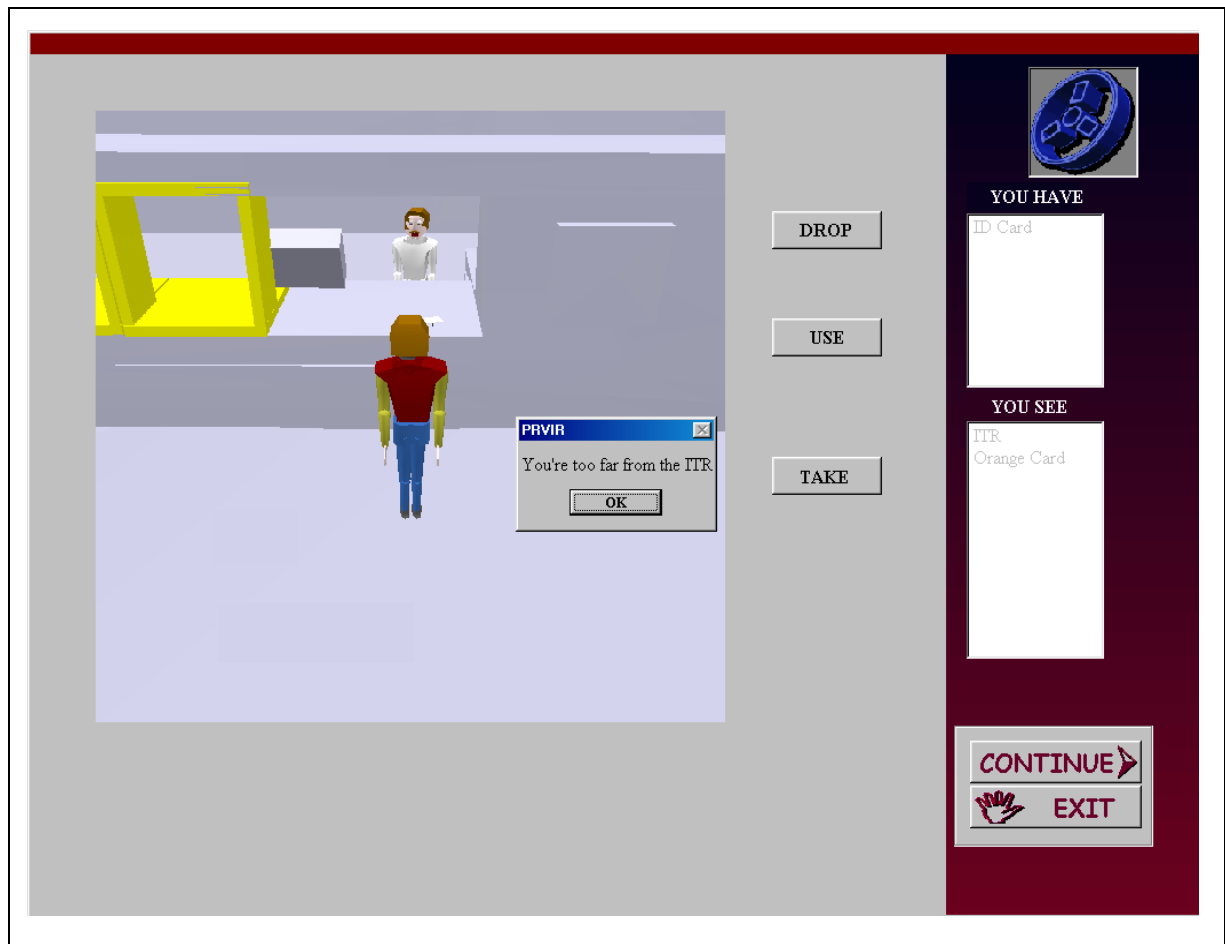 DROP
USE
TAKE
PRVIR
You're too far from the ITR
OK
YOU HAVE
ID Card
YOU SEE
ITR
Orange Card
CONTINUE
EXIT